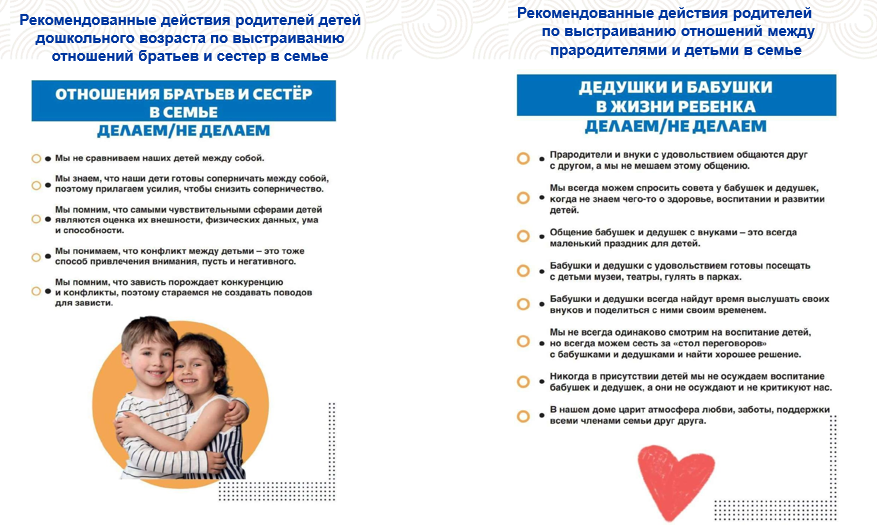 Рекомендованные действия родителей детей
дошкольного возраста по выстраиванию
отношений братьев и сестер в семье
ОТНОШЕНИЯ БРАТЬЕВ И СЕСТЁР
В СЕМЬЕ
ДЕЛАЕМ/НЕ ДЕЛАЕМ
• Мы не сравниваем наших детей между собой.
• Мы знаем, что наши дети готовы соперничать между собой,
поэтому прилагаем усилия, чтобы снизить соперничество.
• Мы помним, что самыми чувствительными сферами детей
являются оценка их внешности, физических данных, ума
и способности.
• Мы понимаем, что конфликт между детьми – это тоже
способ привлечения внимания, пусть и негативного.
• Мы помним, что зависть порождает конкуренцию
и конфликты, поэтому стараемся не создавать поводов
для зависти.
Рекомендованные действия родителей
по выстраиванию отношений между
прародителями и детьми в семье
ДЕДУШКИ И БАБУШКИ
В ЖИЗНИ РЕБЕНКА
ДЕЛАЕМ/НЕ ДЕЛАЕМ
• Прародители и внуки с удовольствием общаются друг
с другом, а мы не мешаем этому общению.
• Мы всегда можем спросить совета у бабушек и дедушек,
когда не знаем чего-то о здоровье, воспитании и развитии
детей.
• Общение бабушек и дедушек с внуками – это всегда
маленький праздник для детей.
• Бабушки и дедушки с удовольствием готовы посещать
с детьми музеи, театры, гулять в парках.
• Бабушки и дедушки всегда найдут время выслушать своих
внуков и поделиться с ними своим временем.
• Мы не всегда одинаково смотрим на воспитание детей,
но всегда можем сесть за «стол переговоров»
с бабушками и дедушками и найти хорошее решение.
• Никогда в присутствии детей мы не осуждаем воспитание
бабушек и дедушек, а они не осуждают и не критикуют нас.
• В нашем доме царит атмосфера любви, заботы, поддержки
всеми членами семьи друг друга.